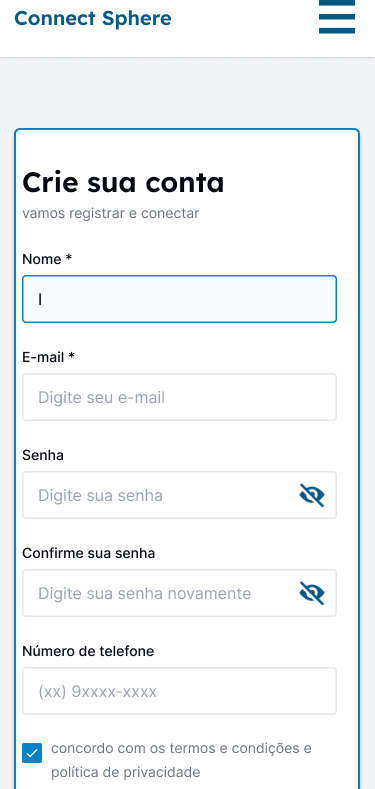 Connect Sphere
Crie sua conta
vamos registrar e conectar
Nome *
|
E-mail *
Digite seu e-mail
Senha
Digite sua senha
Confirme sua senha
Digite sua senha novamente
Número de telefone
(xx) 9xxxx-xxxx
concordo com os termos e condições e
política de privacidade